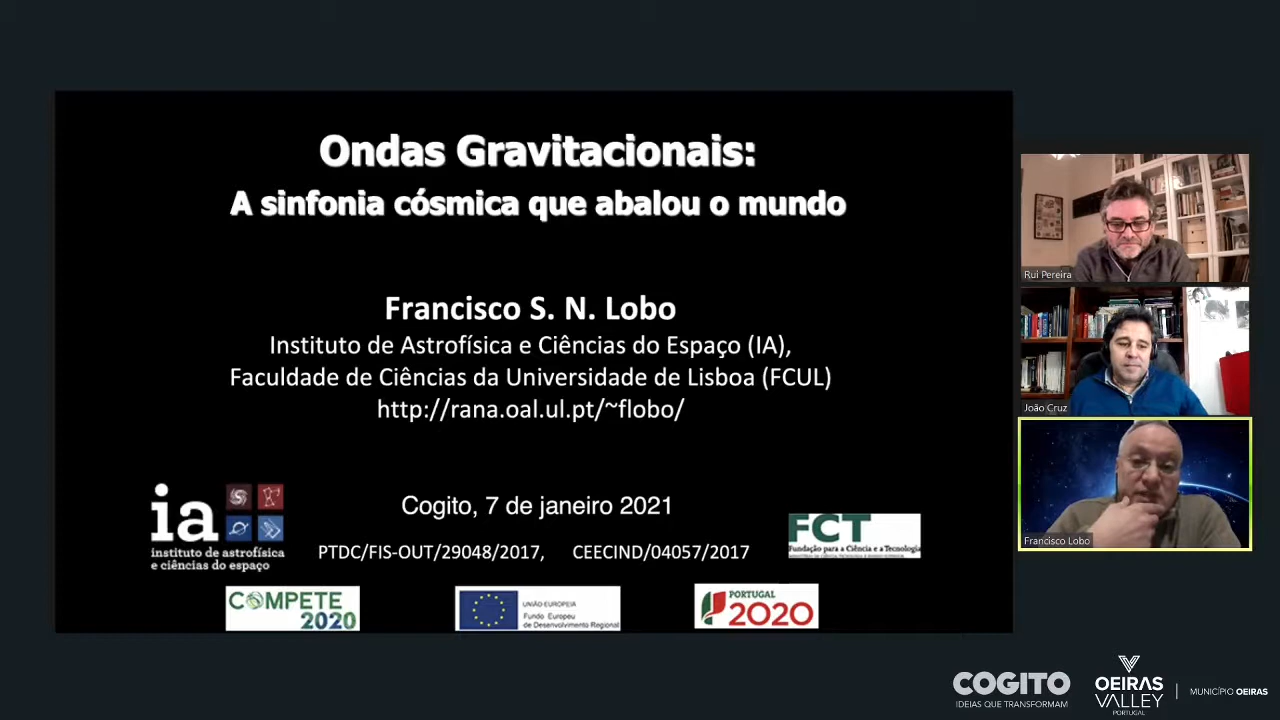 Ondas Gravitacionais:
A sinfonia cósmica que abalou o mundo
Francisco S. N. Lobo
Instituto de Astrofísica e Ciências do Espaço (IA),
Faculdade de Ciências da Universidade de Lisboa (FCUL)
http://rana.oal.ul.pt/~flobo/
Cogito, 7 de janeiro 2021
PTDC/FIS-OUT/29048/2017, CEECIND/04057/2017
ia
instituto de astrofísica
e ciências do espaço
FCT
Fundação para a Ciência e a Tecnologia
COMPETE
2020
UNIÃO EUROPEIA
Fundo Europeu
de Desenvolvimento Regional
PORTUGAL
2020
Rui Pereira
João Cruz
Francisco Lobo
COGITO
IDEIAS QUE TRANSFORMAM
OEIRAS
VALLEY
PORTUGAL
MUNICÍPIO OEIRAS